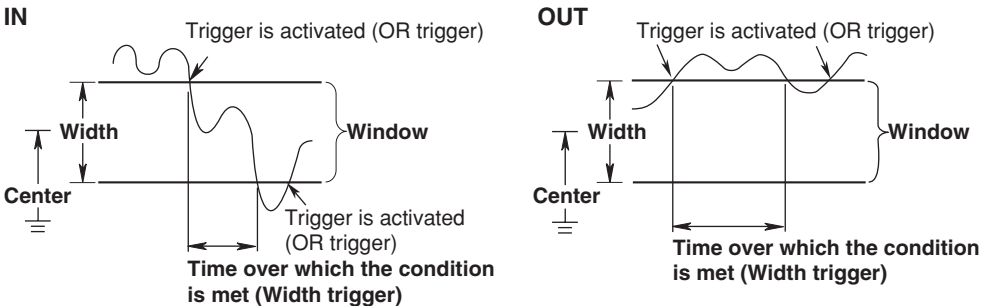 IN
Trigger is activated (OR trigger)
Width
Window
Center
Trigger is activated
(OR trigger)
Time over which the condition
is met (Width trigger)
OUT
Trigger is activated (OR trigger)
Width
Window
Center
Time over which the condition
is met (Width trigger)